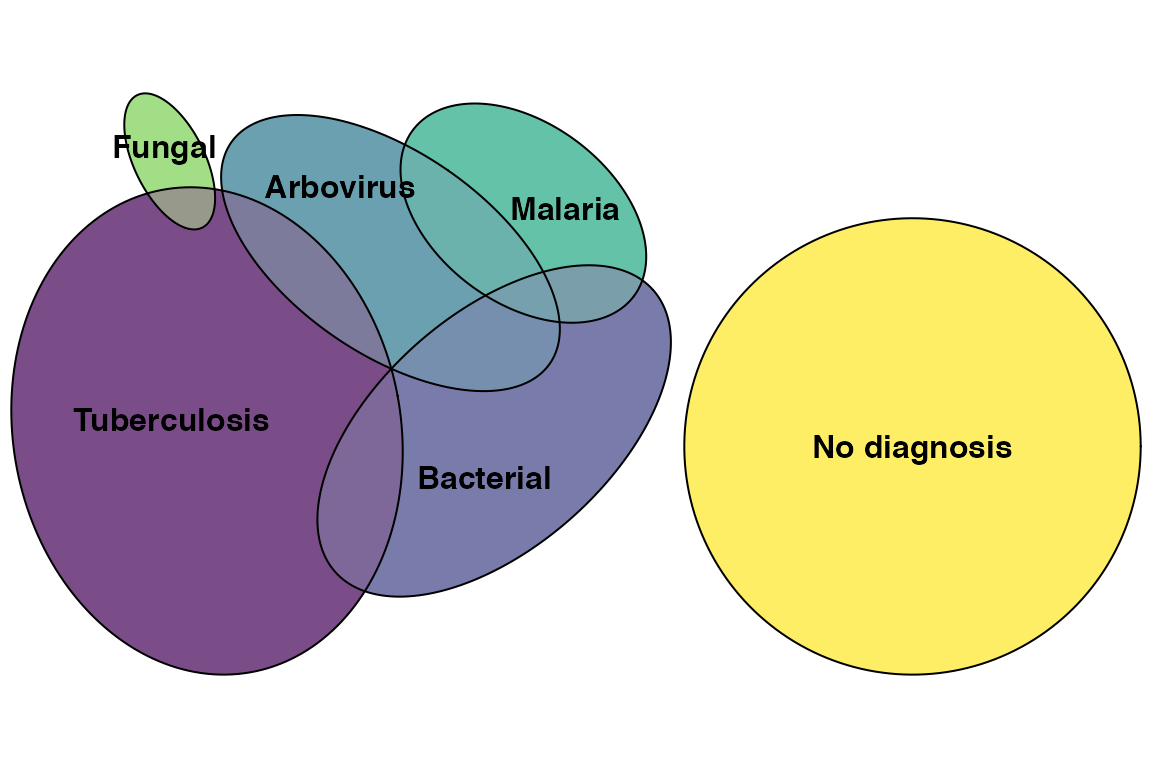 Fungal
Arbovirus
Malaria
Tuberculosis
Bacterial
No diagnosis